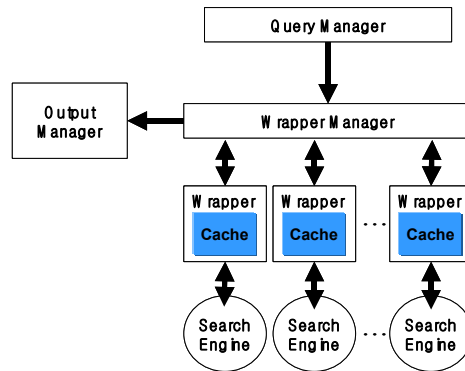 Query Manager
Output
Manager
Wrapper Manager
Wrapper Wrapper Wrapper
Cache Cache ... Cache
Search Search ... Search
Engine Engine Engine